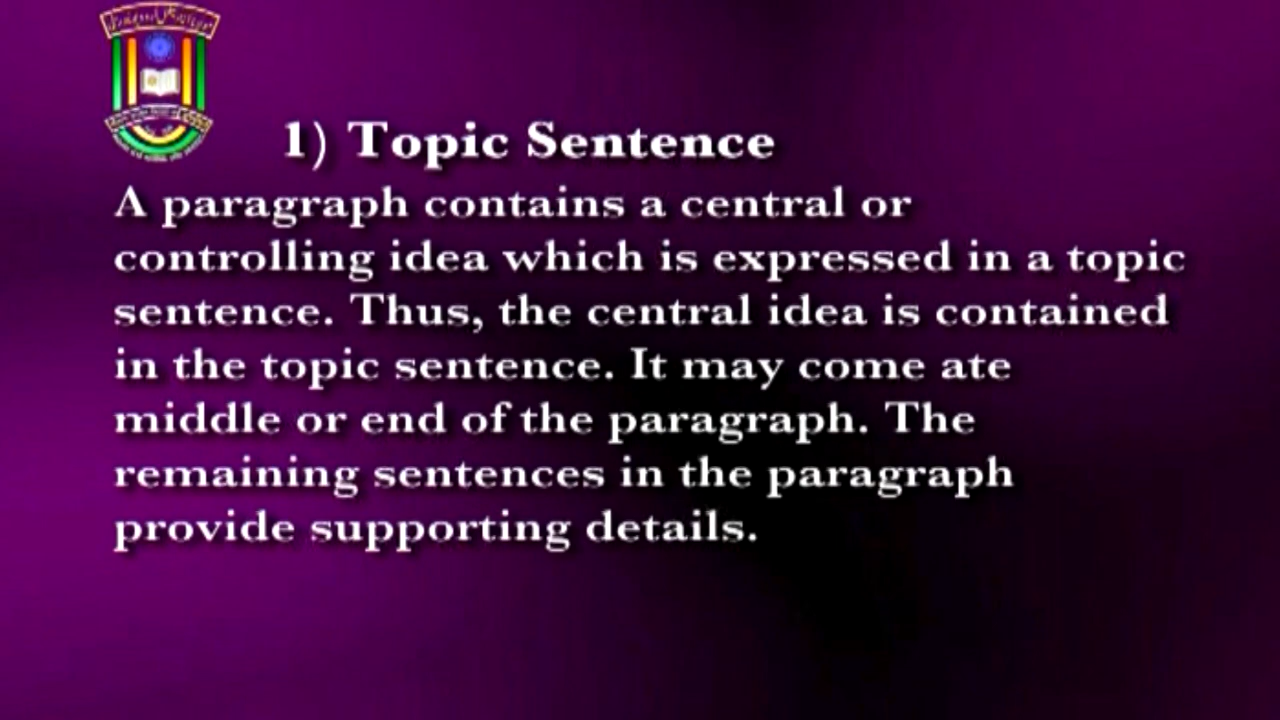 1) Topic Sentence
A paragraph contains a central or
controlling idea which is expressed in a topic
sentence. Thus, the central idea is contained
in the topic sentence. It may come ate
middle or end of the paragraph. The
remaining sentences in the paragraph
provide supporting details.